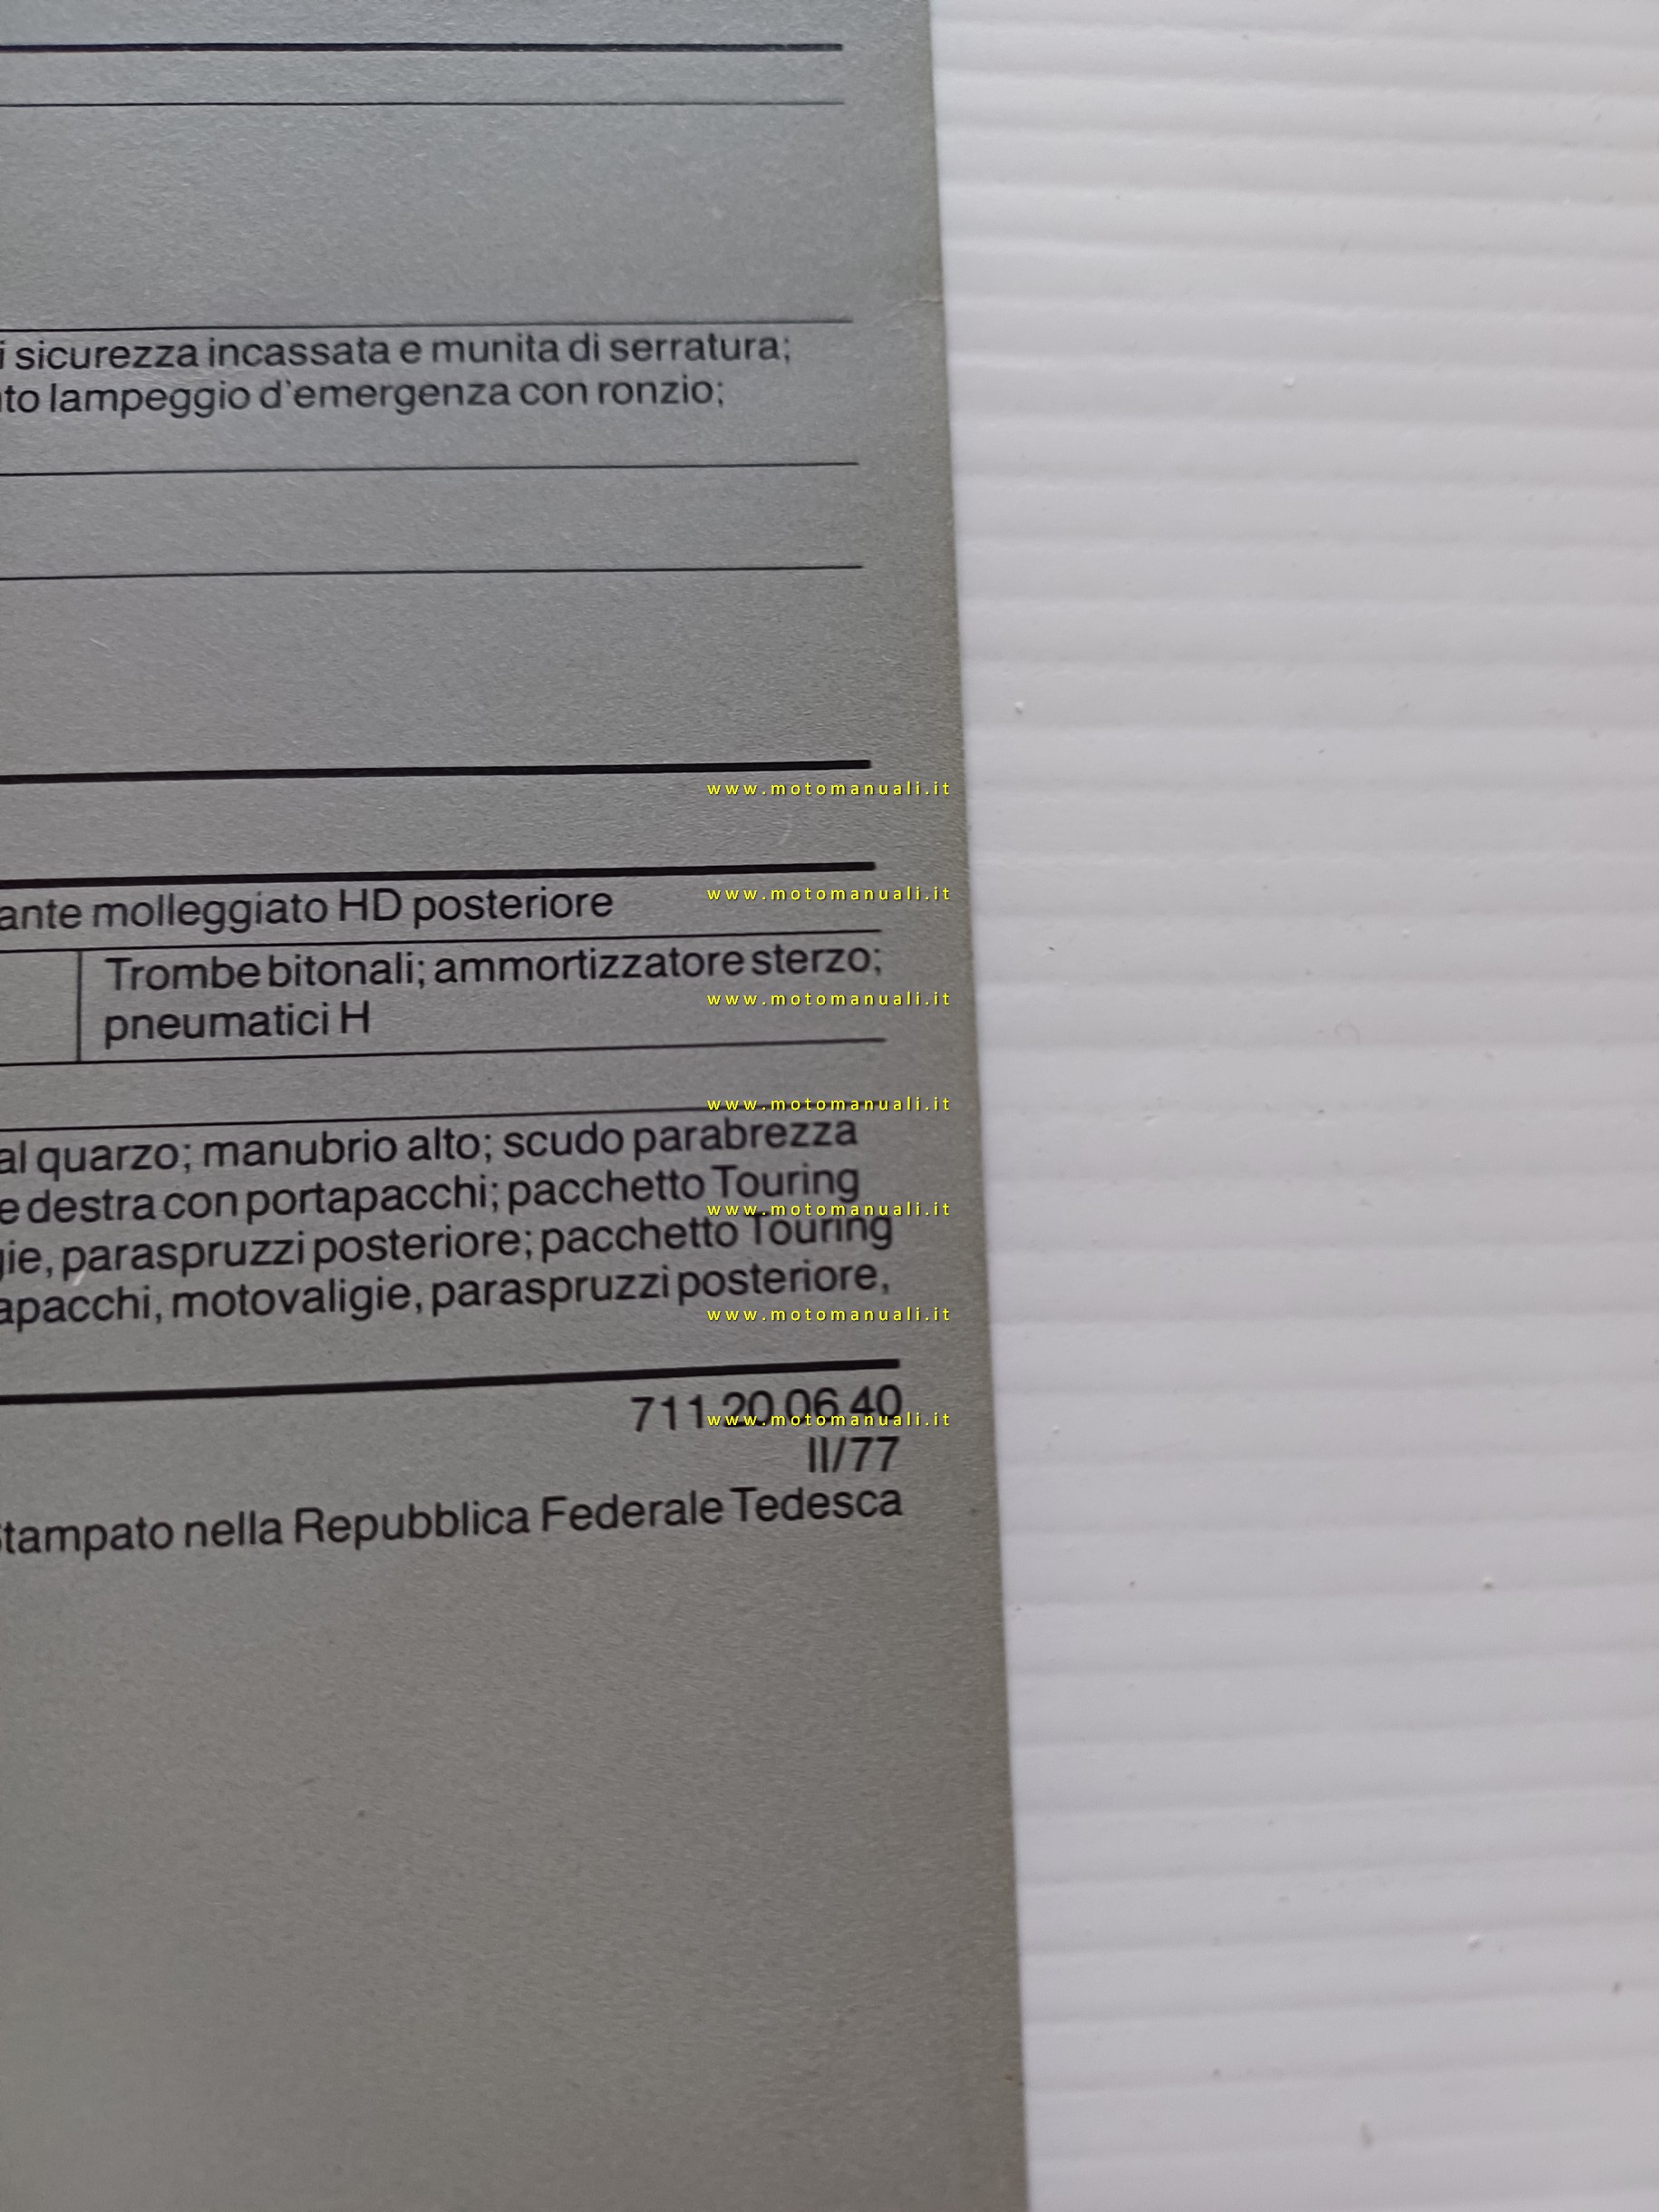 i sicurezza incassata e munita di serratura;
to lampeggio d'emergenza con ronzio;
www.motomanuali.it
ante molleggiato HD posteriore
www.motomanuali.it
Trombe bitonali; ammortizzatore sterzo;
www.motomanuali.it
pneumatici H
www.motomanuali.it
al quarzo; manubrio alto; scudo parabrezza
e destra con portapacchi; pacchetto Touring
www.motomanuali.it
gie, paraspruzzi posteriore; pacchetto Touring
apacchi, motovaligie, paraspruzzi posteriore,
www.motomanuali.it
711.20.06.40
www.motomanuali.it
II/77
Stampato nella Repubblica Federale Tedesca